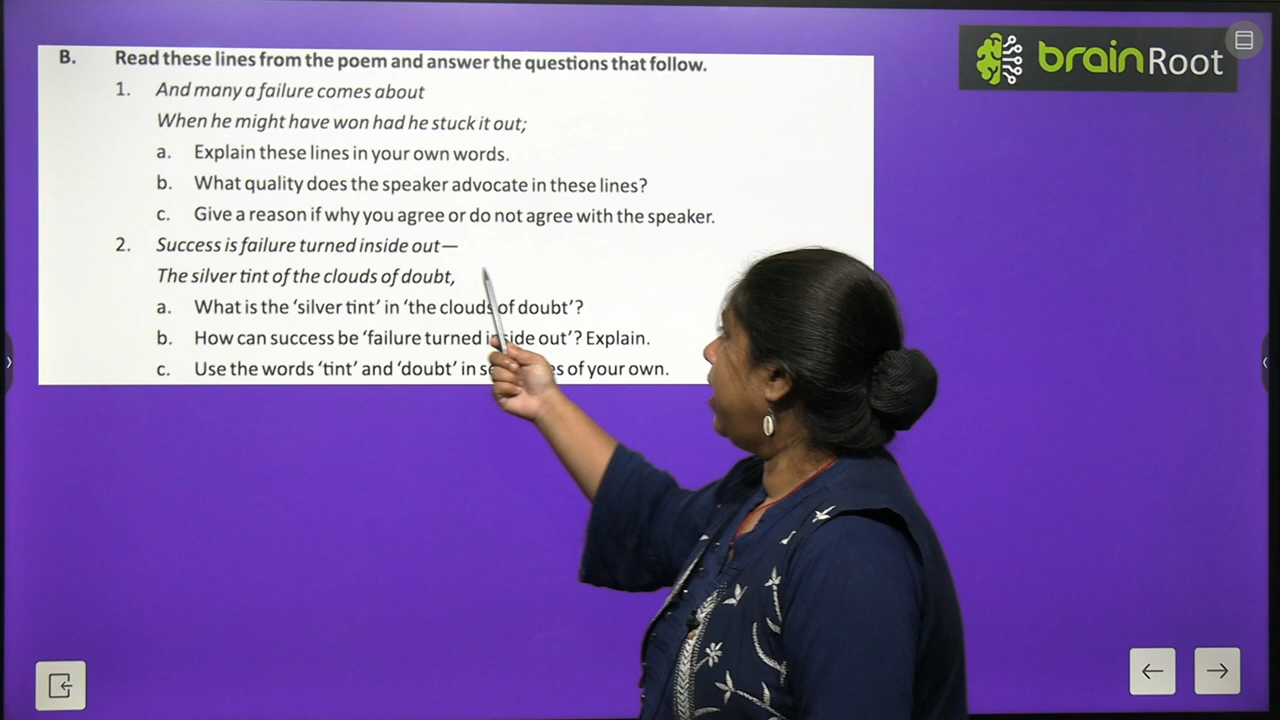 brainRoot
B. Read these lines from the poem and answer the questions that follow.
1. And many a failure comes about
When he might have won had he stuck it out;
a. Explain these lines in your own words.
b. What quality does the speaker advocate in these lines?
c. Give a reason if why you agree or do not agree with the speaker.
2. Success is failure turned inside out—
The silver tint of the clouds of doubt,
a. What is the ‘silver tint’ in ‘the clouds of doubt’?
b. How can success be ‘failure turned inside out’? Explain.
c. Use the words ‘tint’ and ‘doubt’ in of your own.